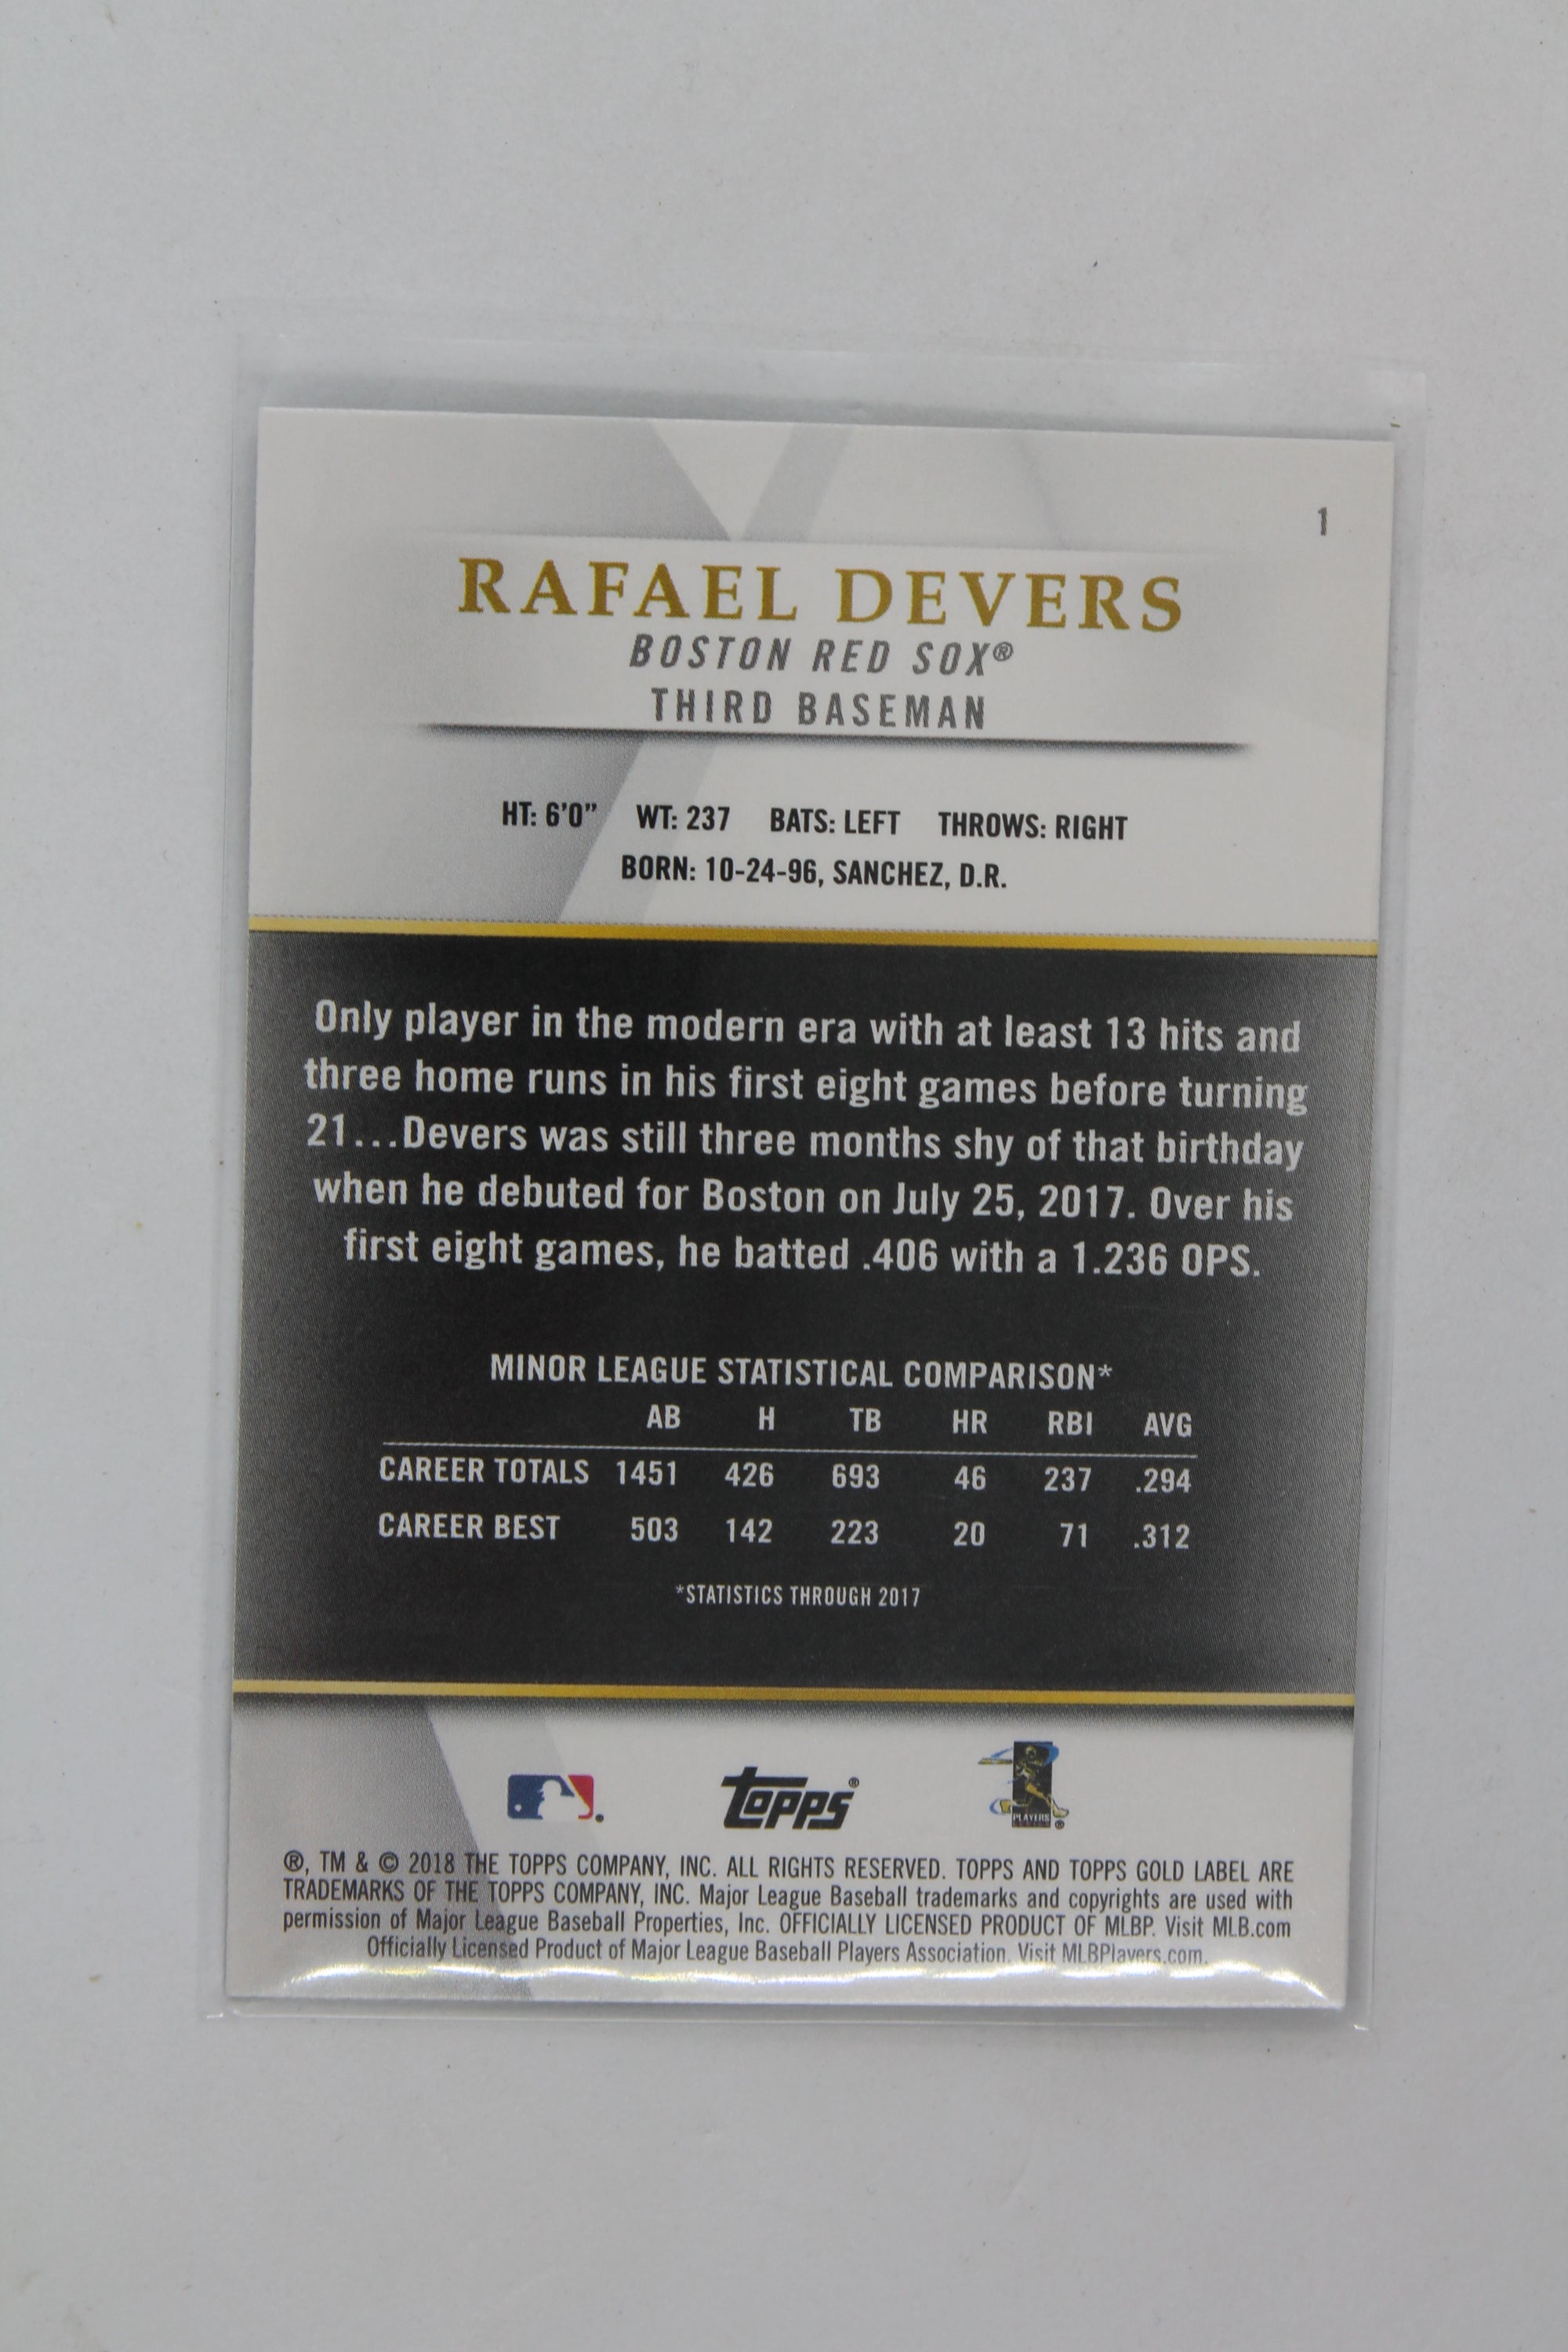 1
RAFAEL DEVERS
BOSTON RED SOX®
THIRD BASEMAN
HT: 6'0" WT: 237 BATS: LEFT THROWS: RIGHT
BORN: 10-24-96, SANCHEZ, D.R.
Only player in the modern era with at least 13 hits and
three home runs in his first eight games before turning
21...Devers was still three months shy of that birthday
when he debuted for Boston on July 25, 2017. Over his
first eight games, he batted .406 with a 1.236 OPS.
MINOR LEAGUE STATISTICAL COMPARISON*
AB H TB HR RBI AVG
CAREER TOTALS 1451 426 693 46 237 .294
CAREER BEST 503 142 223 20 71 .312
*STATISTICS THROUGH 2017
topps®
PLAYERS
®, TM & © 2018 THE TOPPS COMPANY, INC. ALL RIGHTS RESERVED. TOPPS AND TOPPS GOLD LABEL ARE
TRADEMARKS OF THE TOPPS COMPANY, INC. Major League Baseball trademarks and copyrights are used with
permission of Major League Baseball Properties, Inc. OFFICIALLY LICENSED PRODUCT OF MLBP. Visit MLB.com
Officially Licensed Product of Major League Baseball Players Association. Visit MLBPlayers.com.